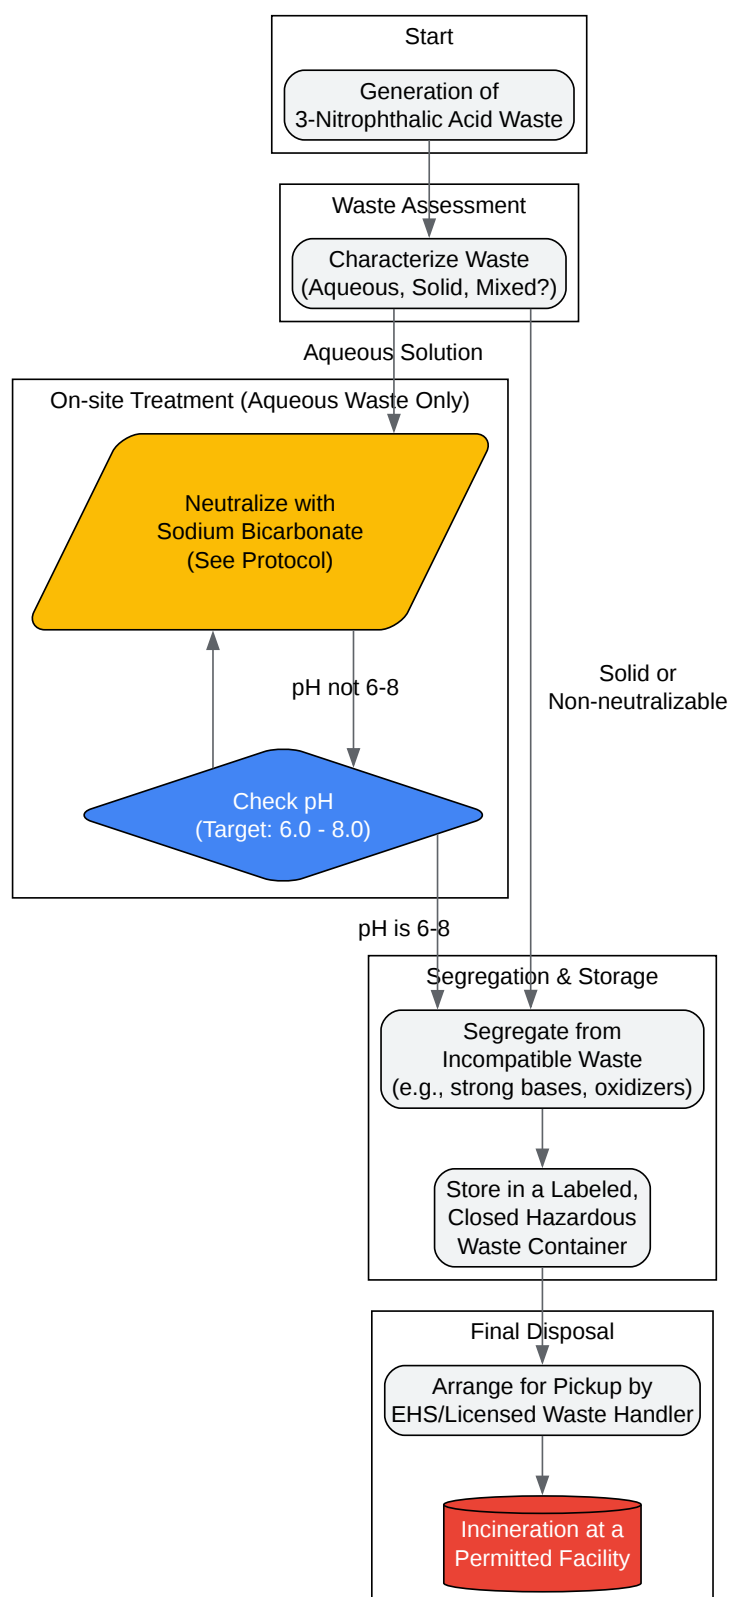 Start
Generation of
3-Nitrophthalic Acid Waste
Waste Assessment
Characterize Waste
(Aqueous, Solid, Mixed?)
Aqueous Solution
On-site Treatment (Aqueous Waste Only)
Neutralize with
Sodium Bicarbonate
(See Protocol)
Solid or
Non-neutralizable
pH not 6-8
Check pH
(Target: 6.0 - 8.0)
pH is 6-8
Segregation & Storage
Segregate from
Incompatible Waste
(e.g., strong bases, oxidizers)
Store in a Labeled,
Closed Hazardous
Waste Container
Final Disposal
Arrange for Pickup by
EHS/Licensed Waste Handler
Incineration at a
Permitted Facility